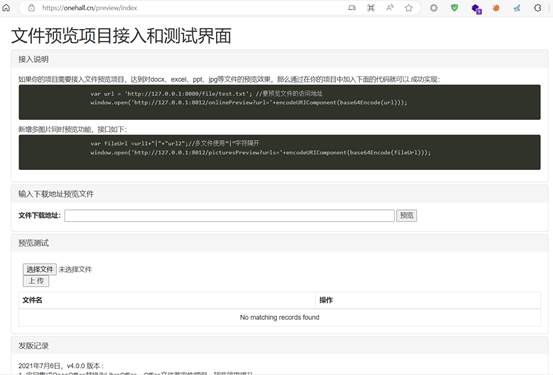 https://onehall.cn/preview/index
文件预览项目接入和测试界面
接入说明
如果你的项目需要接入文件预览项目，达到对docx、excel、ppt、jpg等文件的预览效果，那么通过在你的项目中加入下面的代码就可以 成功实现：
var url = 'http://127.0.0.1:8080/file/test.txt'; //要预览文件的访问地址
window.open('http://127.0.0.1:8012/onlinePreview?url='+encodeURIComponent(base64Encode(url)));
新增多图片同时预览功能，接口如下：
var fileUrl =url1+"|"+"url2";//多文件使用"|"字符隔开
window.open('http://127.0.0.1:8012/picturesPreview?urls='+encodeURIComponent(base64Encode(fileUrl)));
输入下载地址预览文件
文件下载地址： 预览
预览测试
选择文件 未选择文件
上 传
文件名 操作
No matching records found
发版记录
2021年7月6日，v4.0.0 版本：